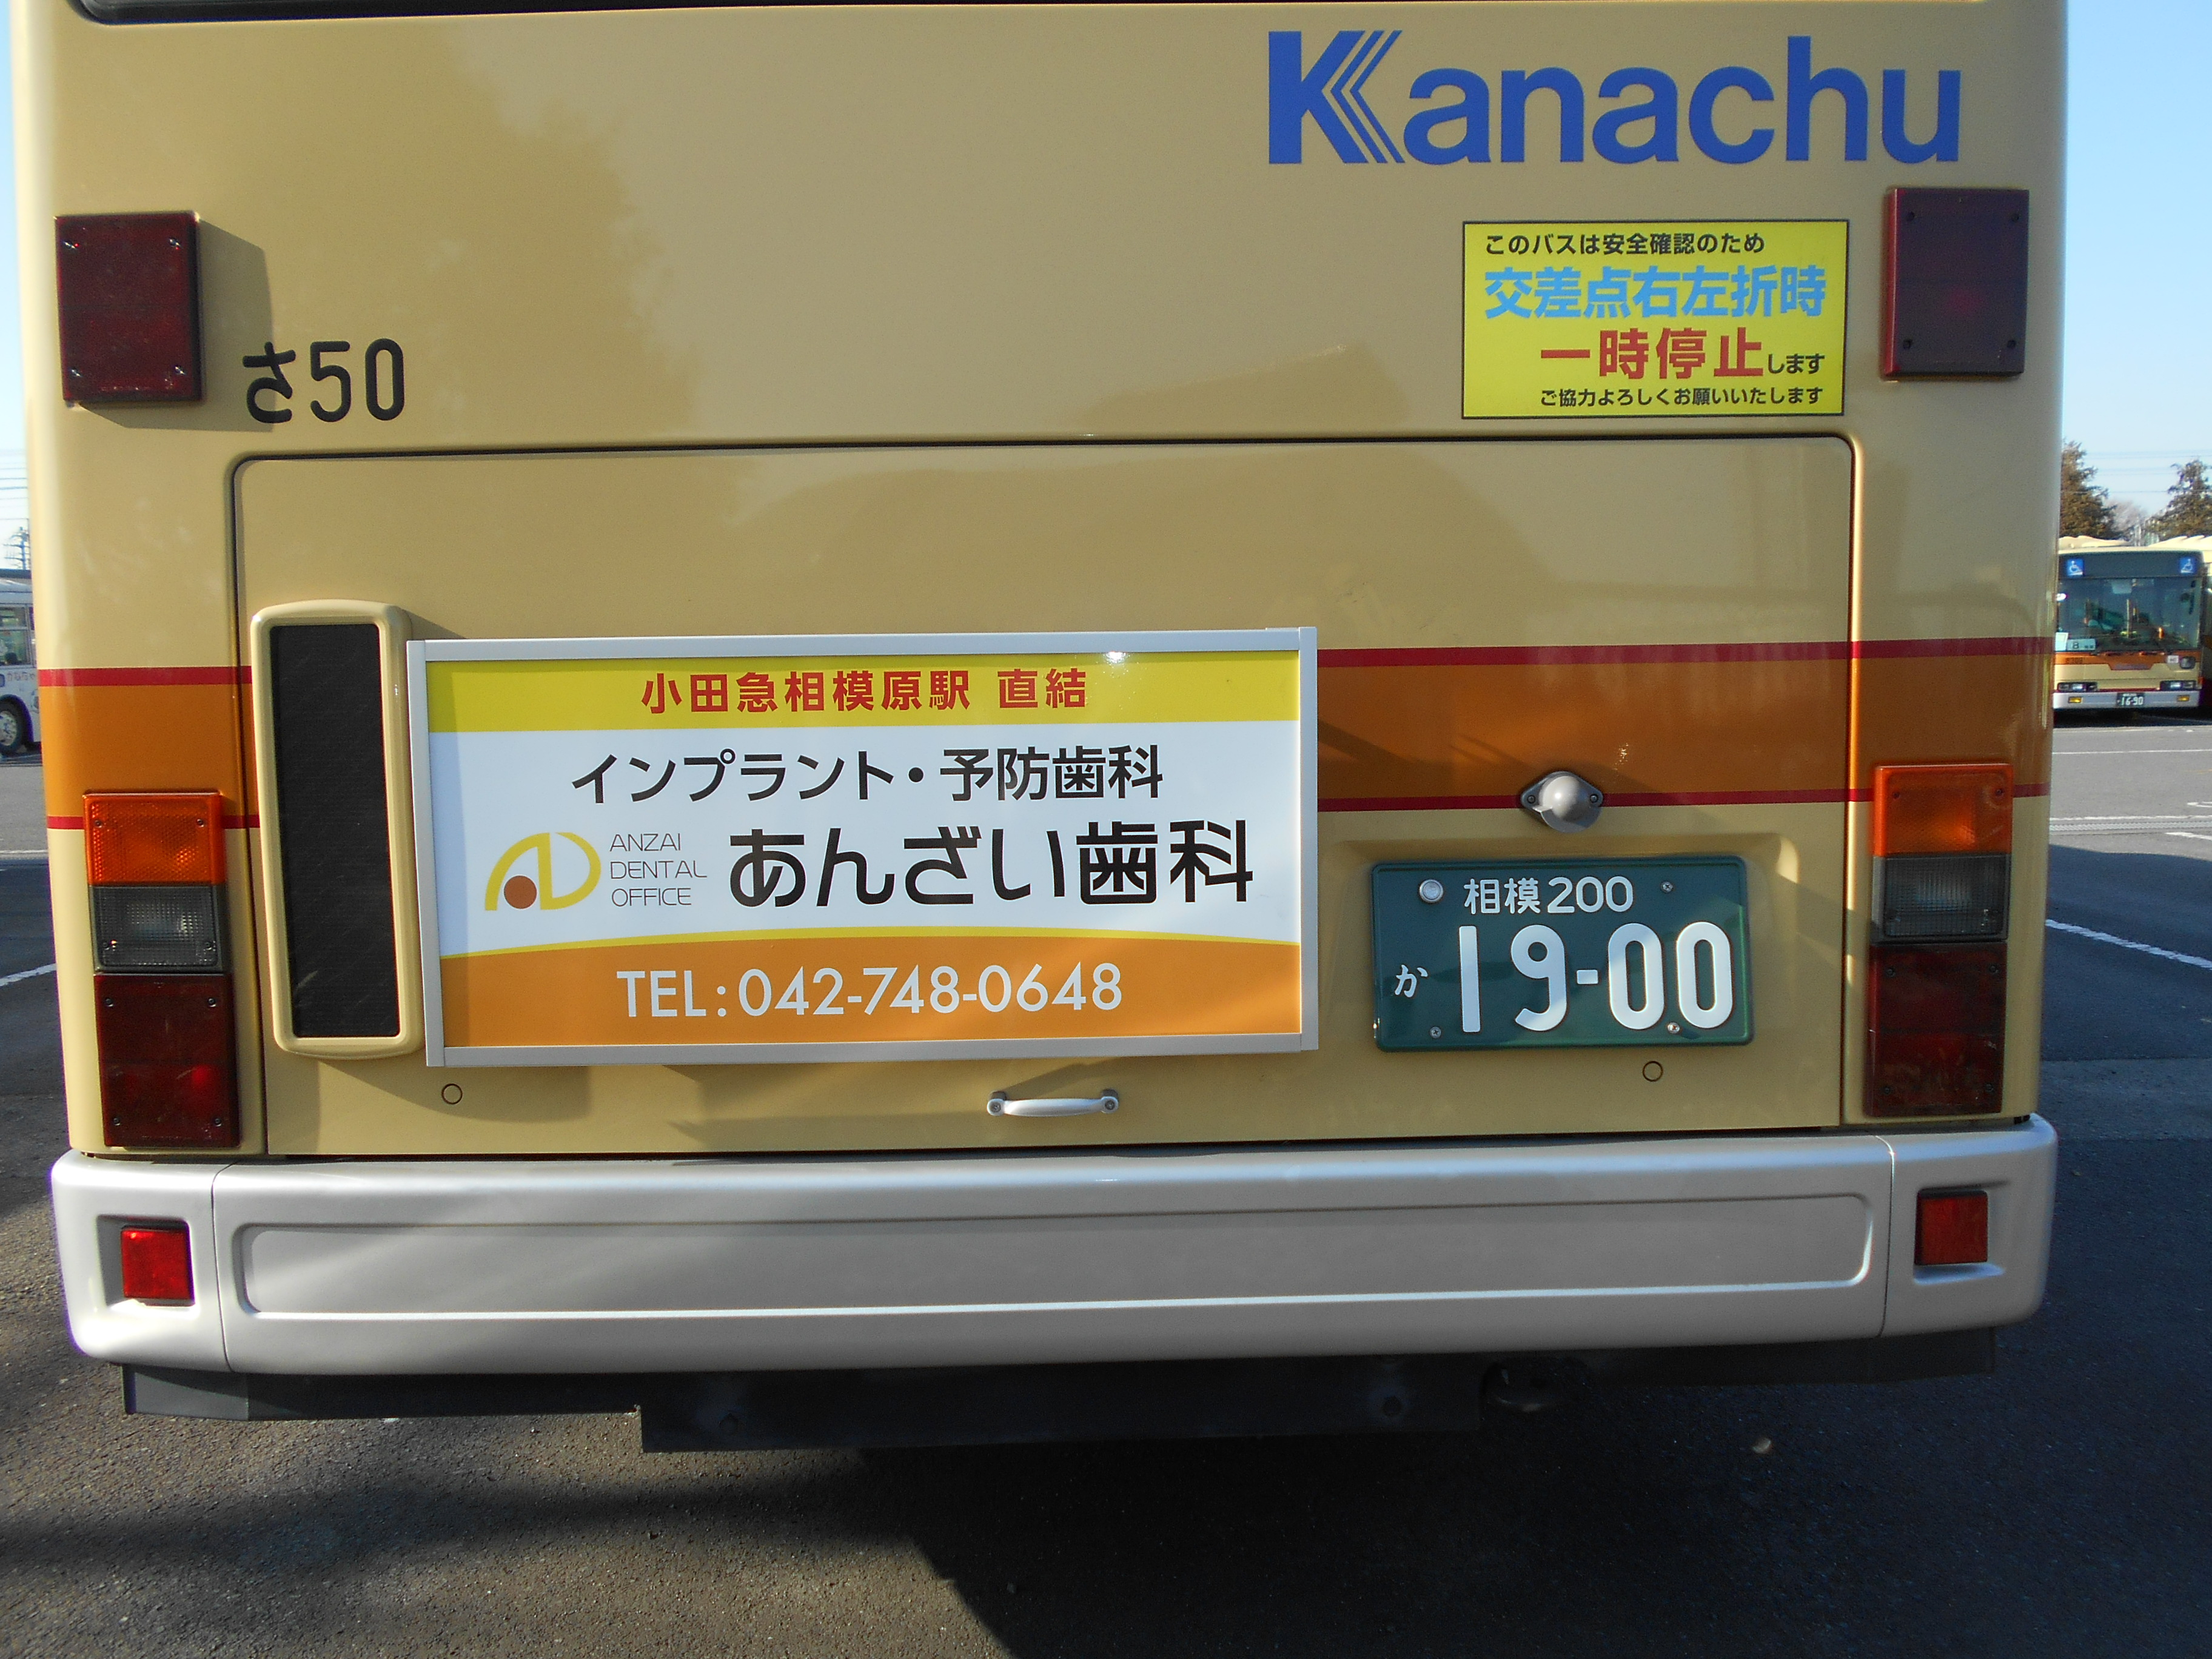 Kanachu
このバスは安全確認のため
交差点右左折時
一時停止します
ご協力よろしくお願いいたします
さ50
小田急相模原駅 直結
インプラント・予防歯科
ANZAI
DENTAL
OFFICE
あんざい歯科
TEL:042-748-0648
相模200
か 19-00